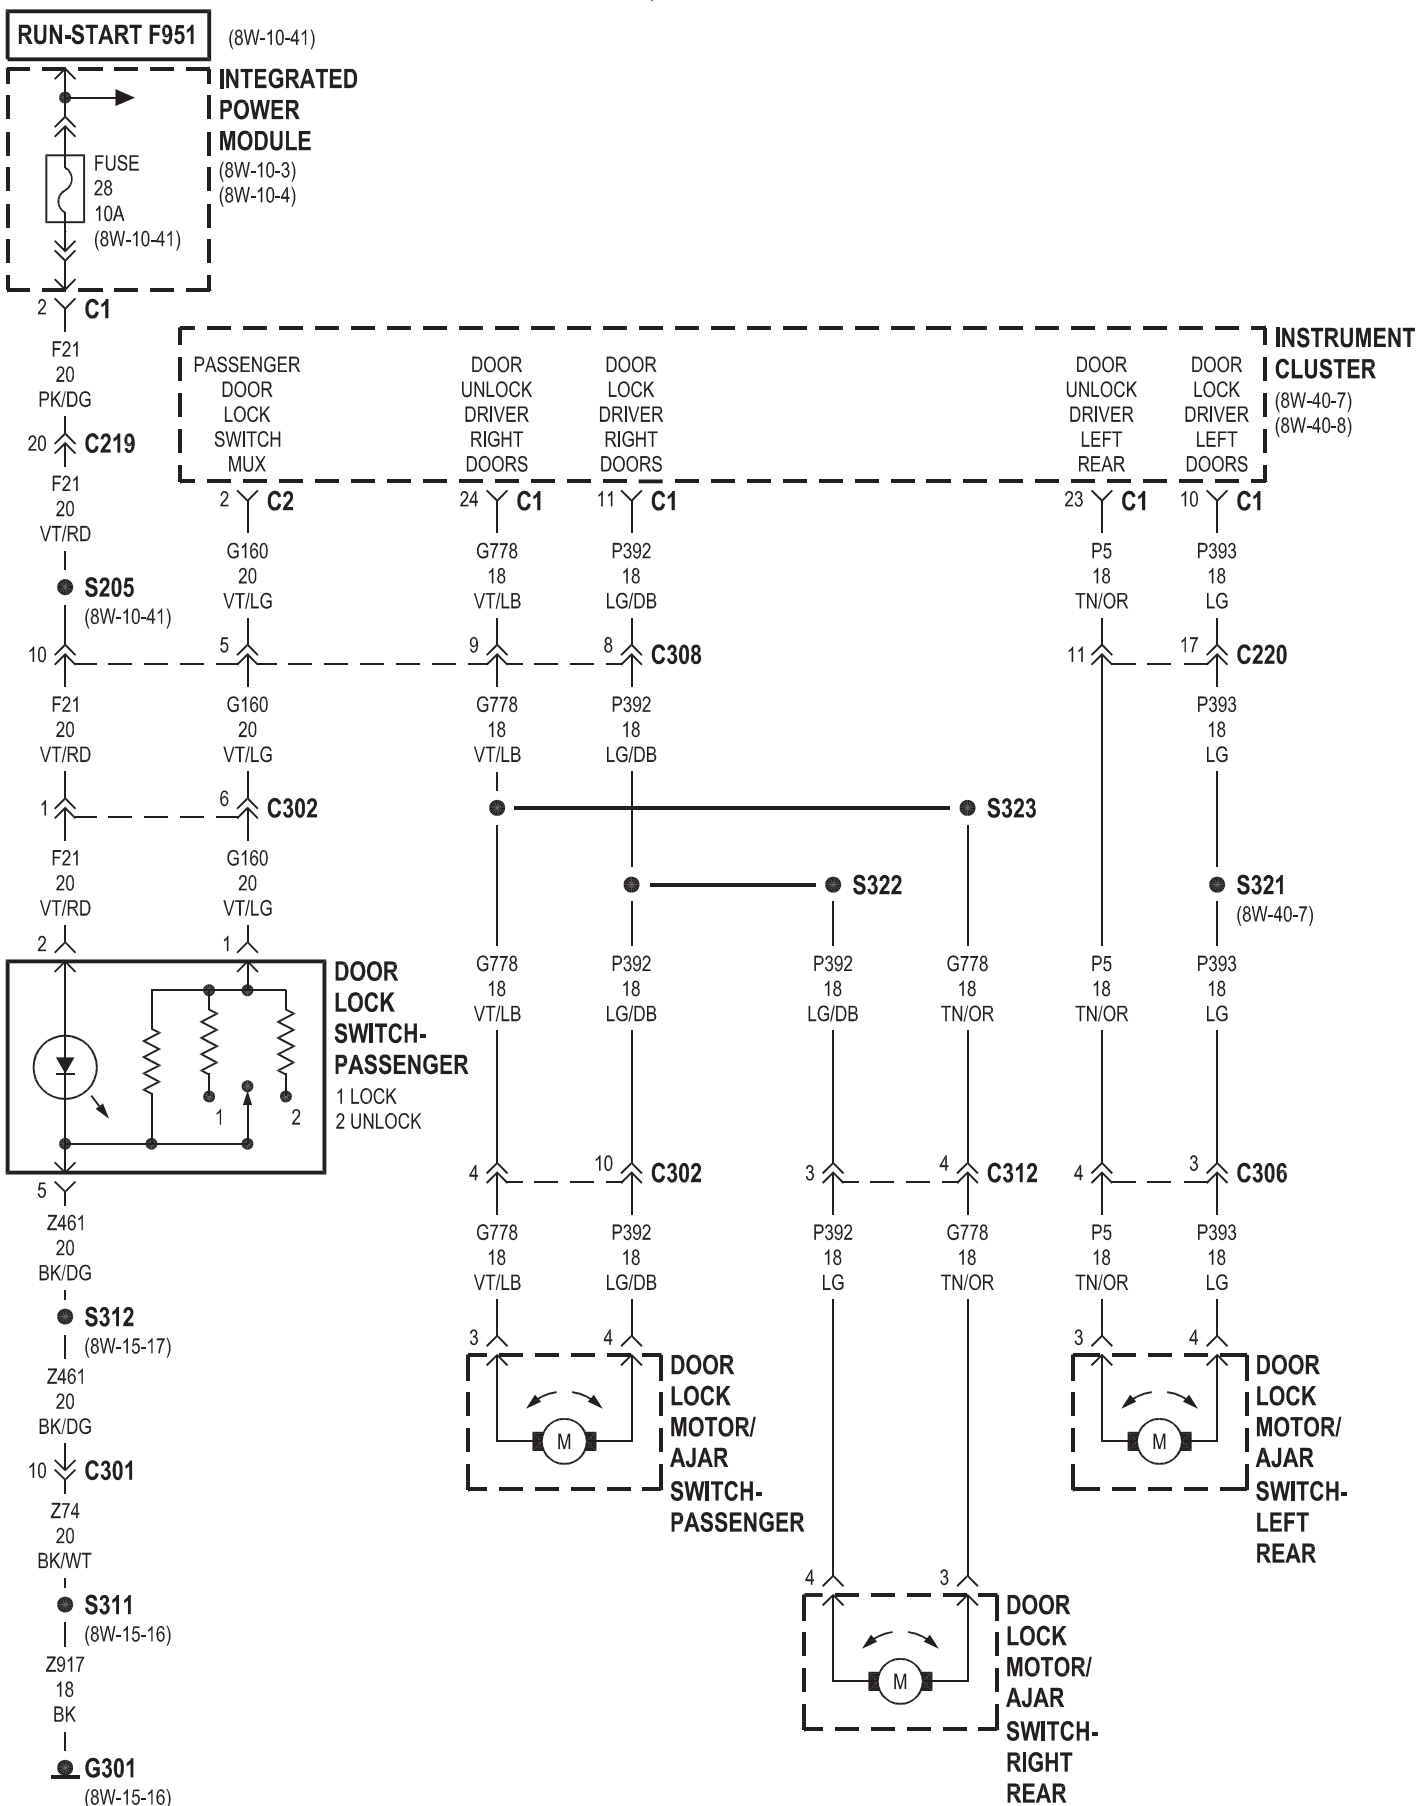 RUN-START F951 (8W-10-41)
INTEGRATED
POWER
MODULE
(8W-10-3)
(8W-10-4)
FUSE
28
10A
(8W-10-41)
2 C1
F21
20
PK/DG
20 C219
F21
20
VT/RD
S205
(8W-10-41)
INSTRUMENT
CLUSTER
(8W-40-7)
(8W-40-8)
PASSENGER
DOOR
LOCK
SWITCH
MUX
DOOR
UNLOCK
DRIVER
RIGHT
DOORS
DOOR
LOCK
DRIVER
RIGHT
DOORS
DOOR
UNLOCK
DRIVER
LEFT
REAR
DOOR
LOCK
DRIVER
LEFT
DOORS
2 C2 24 C1 11 C1 23 C1 10 C1
G160 G778 P392 P5 P393
20 18 18 18 18
VT/LG VT/LB LG/DB TN/OR LG
10 5 9 8 C308 11 17 C220
F21 G160 G778 P392 P393
20 20 18 18 18
VT/RD VT/LG VT/LB LG/DB LG
1 6 C302 S323
F21 G160
20 20
VT/RD VT/LG
S322 S321
(8W-40-7)
2 1
DOOR
LOCK
SWITCH-
PASSENGER
1 LOCK
2 UNLOCK
1 2
G778 P392 P392 G778 P5 P393
18 18 18 18 18 18
VT/LB LG/DB LG/DB TN/OR TN/OR LG
4 10 C302 3 4 C312 4 3 C306
5
Z461
20
BK/DG
S312
(8W-15-17)
Z461
20
BK/DG
10 C301
Z74
20
BK/WT
S311
(8W-15-16)
Z917
18
BK
G301
(8W-15-16)
G778 P392 P392 G778 P5 P393
18 18 18 18 18 18
VT/LB LG/DB LG TN/OR TN/OR LG
3 4 3 4
M
DOOR
LOCK
MOTOR/
AJAR
SWITCH-
PASSENGER
M
DOOR
LOCK
MOTOR/
AJAR
SWITCH-
LEFT
REAR
4 3
M
DOOR
LOCK
MOTOR/
AJAR
SWITCH-
RIGHT
REAR